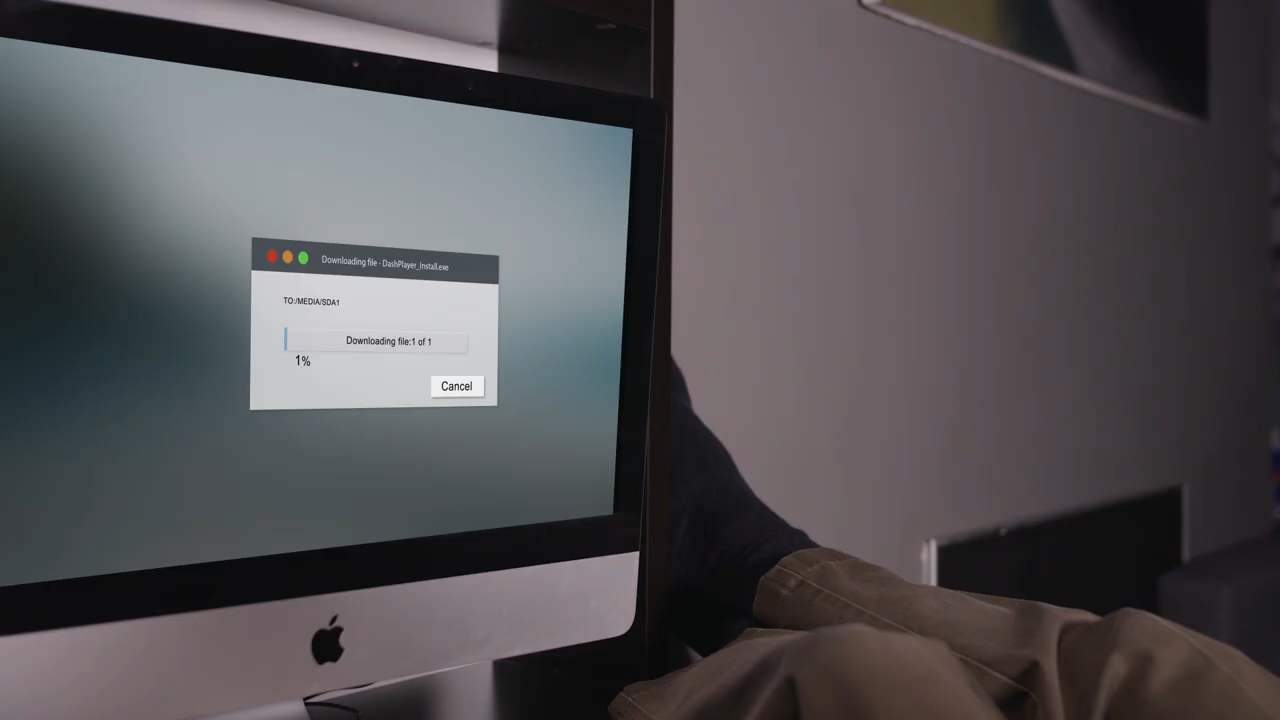 Downloading file - DashPlayer_Install.exe
TO:/MEDIA/SDA1
Downloading file:1 of 1
1%
Cancel